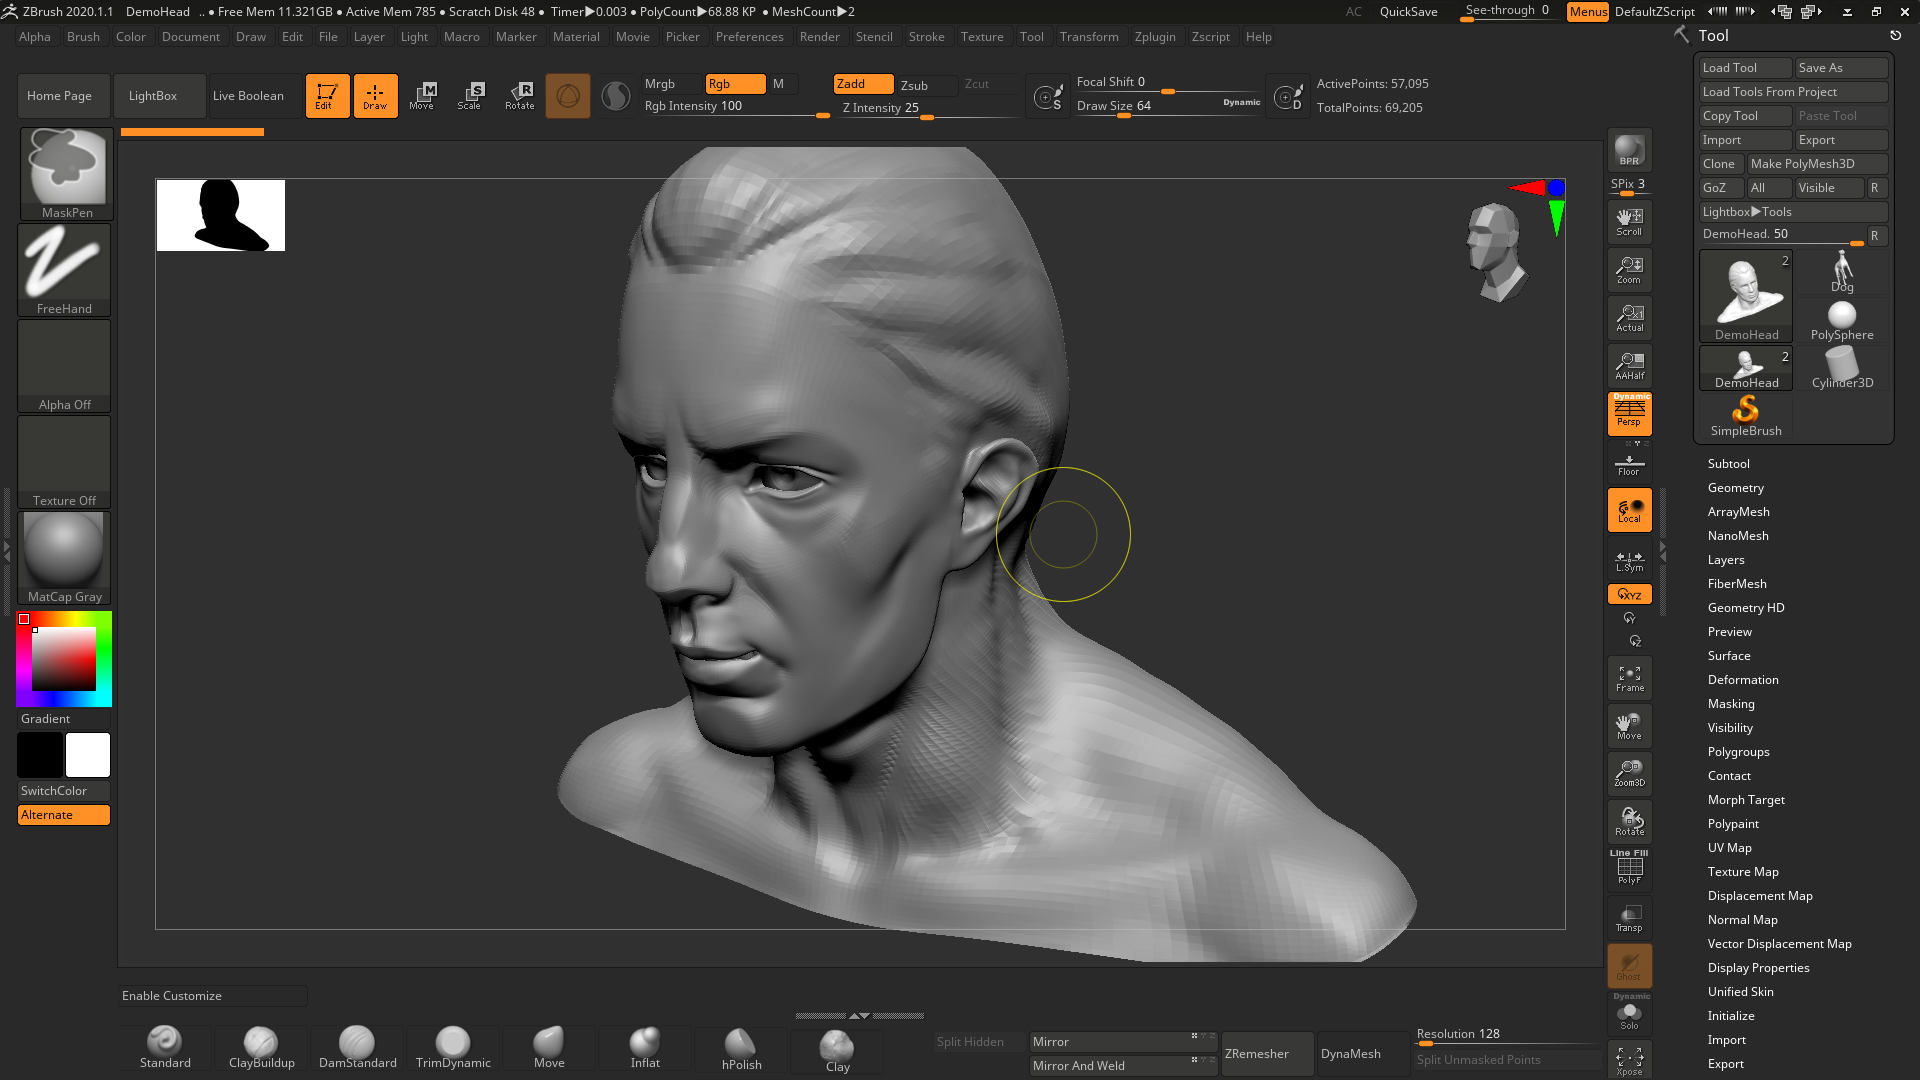 ZBrush 2020.1.1 DemoHead .. • Free Mem 11.321GB • Active Mem 785 • Scratch Disk 48 • Timer▶0.003 • PolyCount▶68.88 KP • MeshCount▶2 AC QuickSave See-through 0 Menus DefaultZScript
Alpha Brush Color Document Draw Edit File Layer Light Macro Marker Material Movie Picker Preferences Render Stencil Stroke Texture Tool Transform Zplugin Zscript Help
Home Page LightBox Live Boolean Edit Draw Move Scale Rotate
Mrgb Rgb M Zadd Zsub Zcut Focal Shift 0 ActivePoints: 57,095
Rgb Intensity 100 Z Intensity 25 Draw Size 64 Dynamic TotalPoints: 69,205
S D
MaskPen
FreeHand
Alpha Off
Texture Off
MatCap Gray
Gradient
SwitchColor
Alternate
BPR
SPix 3
Scroll
Zoom
Actual
AAHalf
Dynamic
Persp
Floor
Local
L.Sym
XYZ
Y
Z
Frame
Move
Zoom3D
Rotate
Line Fill
PolyF
Transp
Ghost
Dynamic
Solo
Xpose
Tool
Load Tool Save As
Load Tools From Project
Copy Tool Paste Tool
Import Export
Clone Make PolyMesh3D
GoZ All Visible R
Lightbox▶Tools
DemoHead. 50 R
2
Dog
DemoHead PolySphere
2
DemoHead Cylinder3D
SimpleBrush
Subtool
Geometry
ArrayMesh
NanoMesh
Layers
FiberMesh
Geometry HD
Preview
Surface
Deformation
Masking
Visibility
Polygroups
Contact
Morph Target
Polypaint
UV Map
Texture Map
Displacement Map
Normal Map
Vector Displacement Map
Display Properties
Unified Skin
Initialize
Import
Export
Enable Customize
Standard ClayBuildup DamStandard TrimDynamic Move Inflat hPolish Clay
Split Hidden Mirror ZRemesher DynaMesh Resolution 128
Mirror And Weld Split Unmasked Points